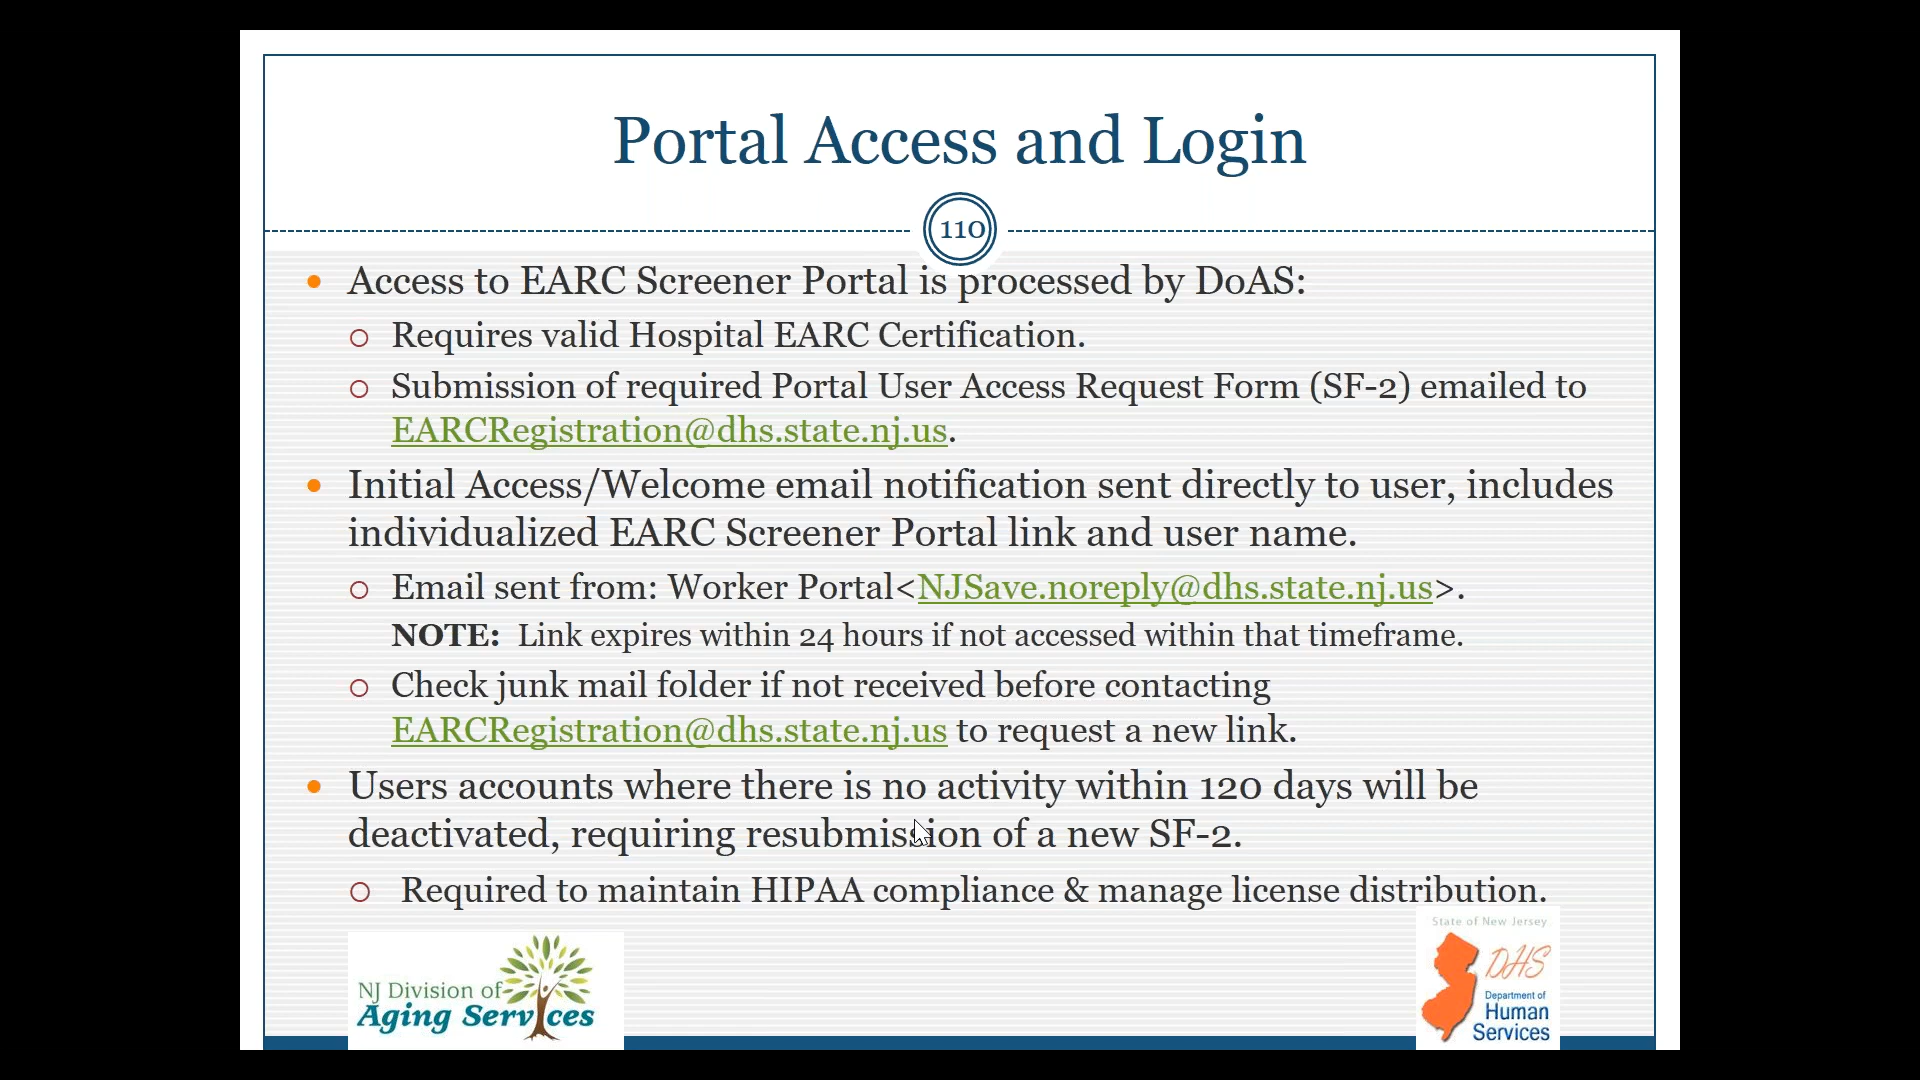 Portal Access and Login
110
• Access to EARC Screener Portal is processed by DoAS:
○ Requires valid Hospital EARC Certification.
○ Submission of required Portal User Access Request Form (SF-2) emailed to
EARCRegistration@dhs.state.nj.us.
• Initial Access/Welcome email notification sent directly to user, includes
individualized EARC Screener Portal link and user name.
○ Email sent from: Worker Portal<NJSave.noreply@dhs.state.nj.us>.
NOTE: Link expires within 24 hours if not accessed within that timeframe.
○ Check junk mail folder if not received before contacting
EARCRegistration@dhs.state.nj.us to request a new link.
• Users accounts where there is no activity within 120 days will be
deactivated, requiring resubmission of a new SF-2.
○ Required to maintain HIPAA compliance & manage license distribution.
NJ Division of
Aging Services
State of New Jersey
DHS
Department of
Human
Services